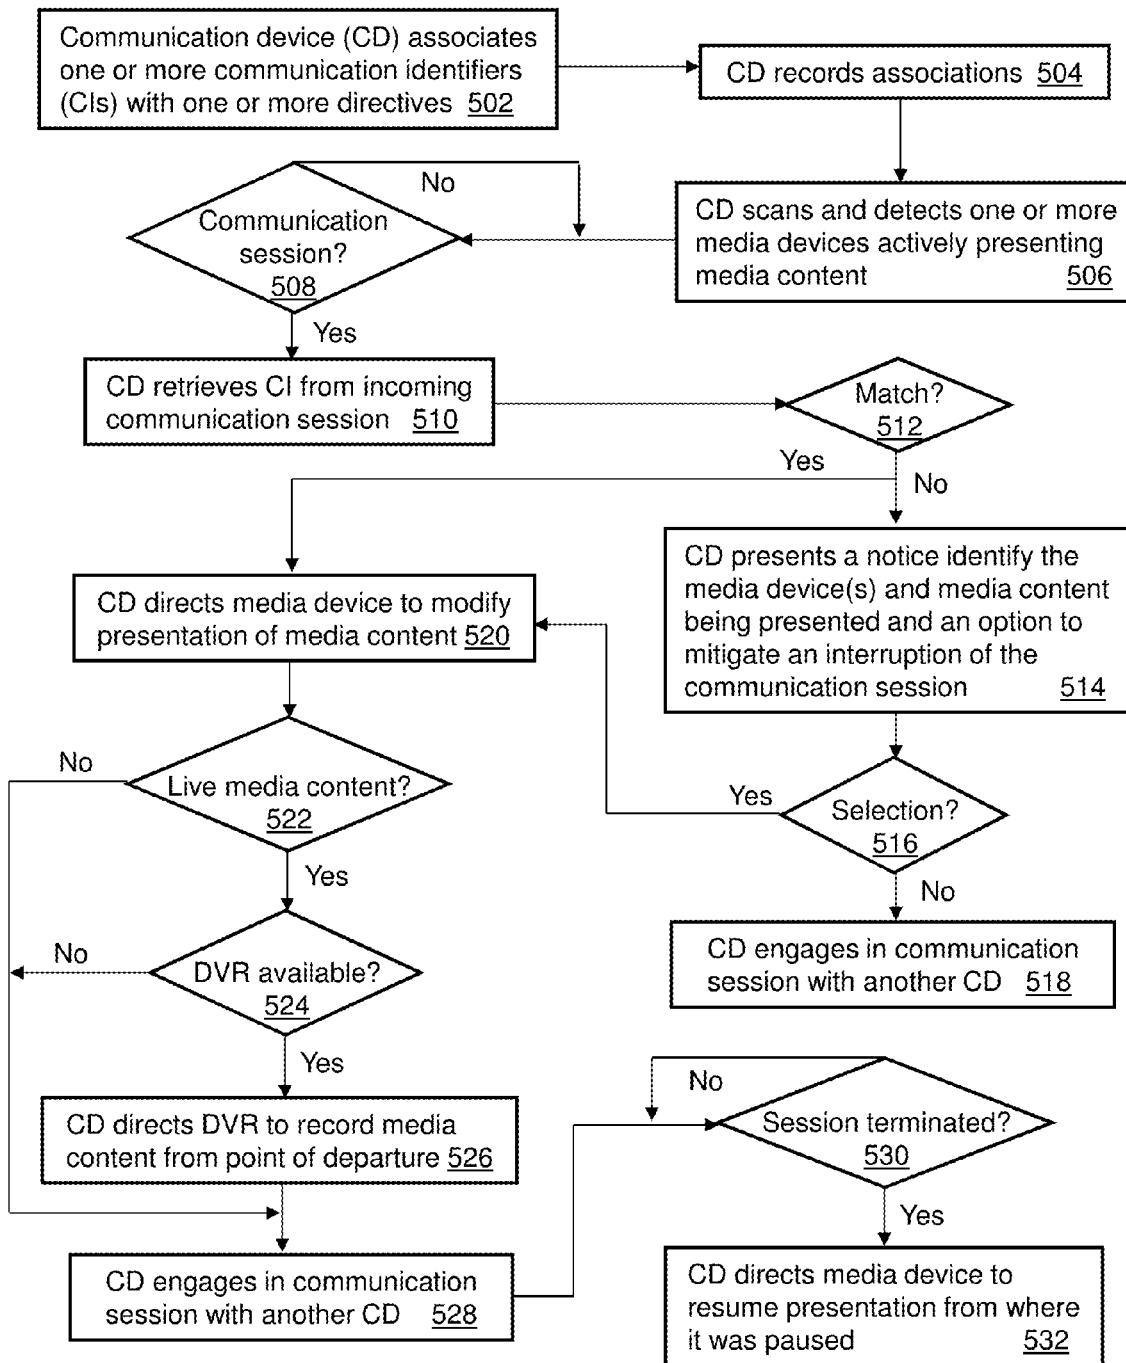 Communication device (CD) associates
one or more communication identifiers
(CIs) with one or more directives 502
CD records associations 504
No
Communication
session?
508
CD scans and detects one or more
media devices actively presenting
media content 506
Yes
CD retrieves CI from incoming
communication session 510
Match?
512
Yes
No
CD presents a notice identify the
media device(s) and media content
being presented and an option to
mitigate an interruption of the
communication session 514
CD directs media device to modify
presentation of media content 520
No
Live media content?
522
Yes
Selection?
516
Yes
No
No
DVR available?
524
CD engages in communication
session with another CD 518
Yes
No
CD directs DVR to record media
content from point of departure 526
Session terminated?
530
Yes
CD engages in communication
session with another CD 528
CD directs media device to
resume presentation from where
it was paused 532